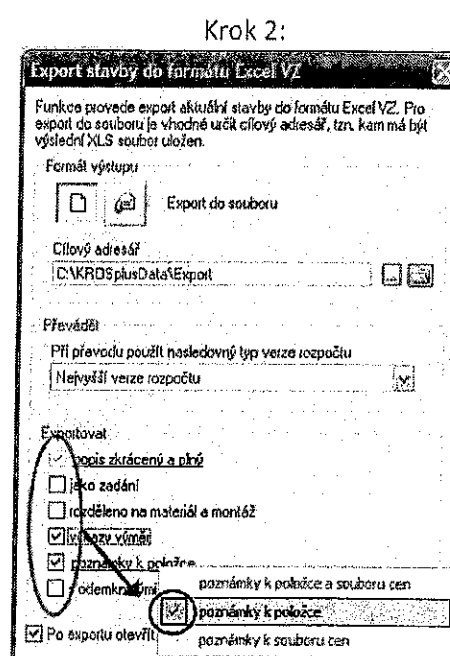 Krok 2:
Export stavby do formátu Excel VZ
Funkce provede export aktuální stavby do formátu Excel VZ. Pro
export do souboru je vhodné určit cílový adresář, tzn. kam má být
výslední XLS soubor uložen.
Formát výstupu
Export do souboru
Cílový adresář
C:\KROSplusData\Export
Převádět
Při převodu použít nasledovný typ verze rozpočtu
Nejvyšší verze rozpočtu
Exportovat
popis zkrácený a plný
jako zadání
rozděleno na materiál a montáž
výkazy výměr
poznámky k položce
poznámky k položce a souboru cen
poznámky k položce
Po exportu otevřít
poznámky k souboru cen